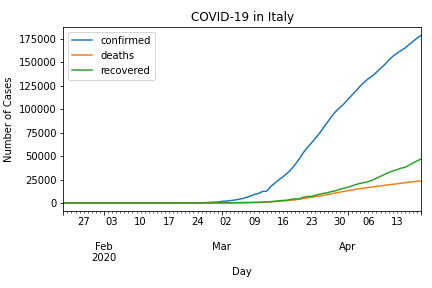 COVID-19 in Italy
confirmed
deaths
recovered
Number of Cases
175000
150000
125000
100000
75000
50000
25000
0
27 03 10 17 24 02 09 16 23 30 06 13
Feb Mar Apr
2020
Day